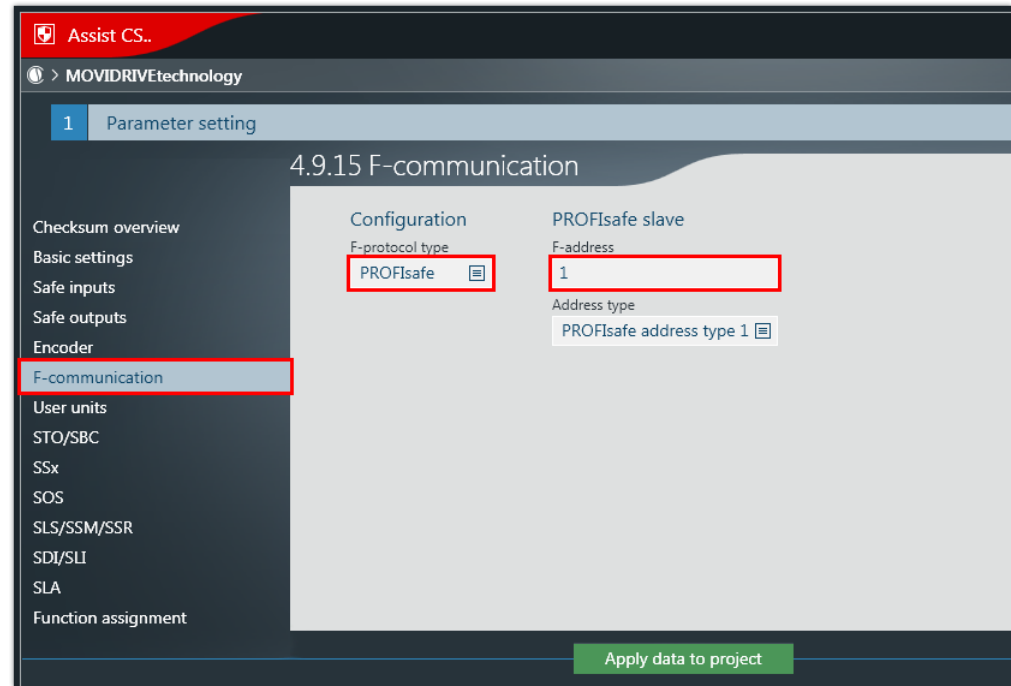 Assist CS..
> MOVIDRIVEtechnology
1 Parameter setting
4.9.15 F-communication
Checksum overview
Basic settings
Safe inputs
Safe outputs
Encoder
F-communication
User units
STO/SBC
SSx
SOS
SLS/SSM/SSR
SDI/SLI
SLA
Function assignment
Configuration
F-protocol type
PROFIsafe
PROFIsafe slave
F-address
1
Address type
PROFIsafe address type 1
Apply data to project